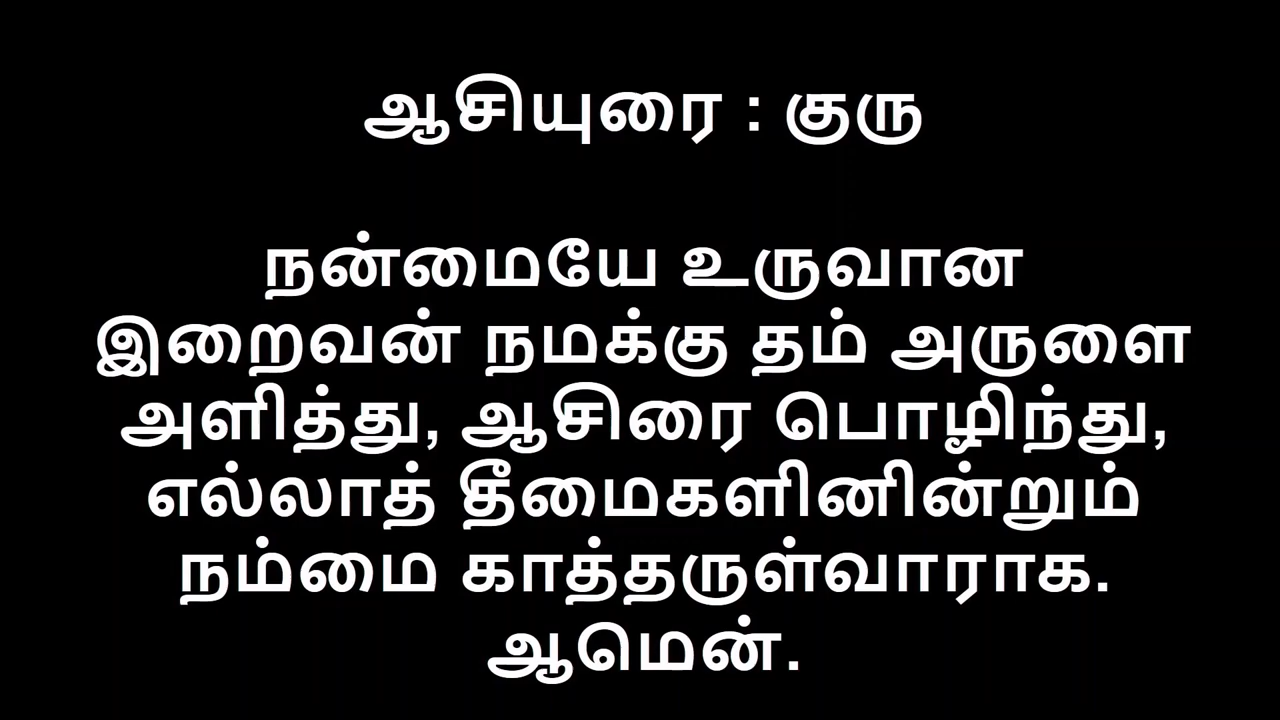 ஆசியுரை : குரு
நன்மையே உருவான
இறைவன் நமக்கு தம் அருளை
அளித்து, ஆசிரை பொழிந்து,
எல்லாத் தீமைகளினின்றும்
நம்மை காத்தருள்வாராக.
ஆமென்.